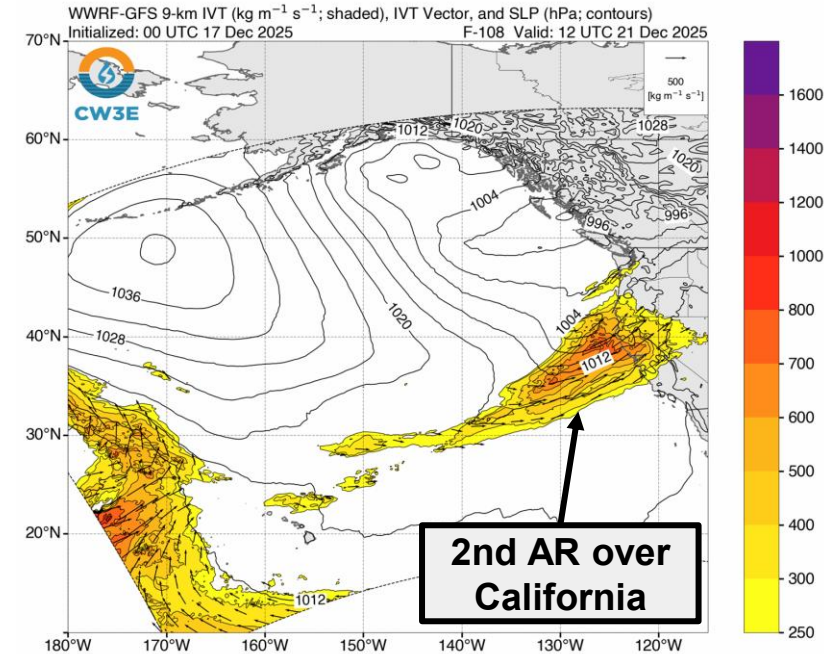 WWRF-GFS 9-km IVT (kg m⁻¹ s⁻¹; shaded), IVT Vector, and SLP (hPa; contours)
Initialized: 00 UTC 17 Dec 2025 F-108 Valid: 12 UTC 21 Dec 2025
70°N
CW3E
500
[kg m⁻¹ s⁻¹]
1600
1400
1200
1000
800
700
600
500
400
300
250
60°N
1012
1020
1028
1020
1004
996
996
50°N
1036
1028
1020
1004
40°N
1012
30°N
20°N
2nd AR over
California
1012
180°W 170°W 160°W 150°W 140°W 130°W 120°W